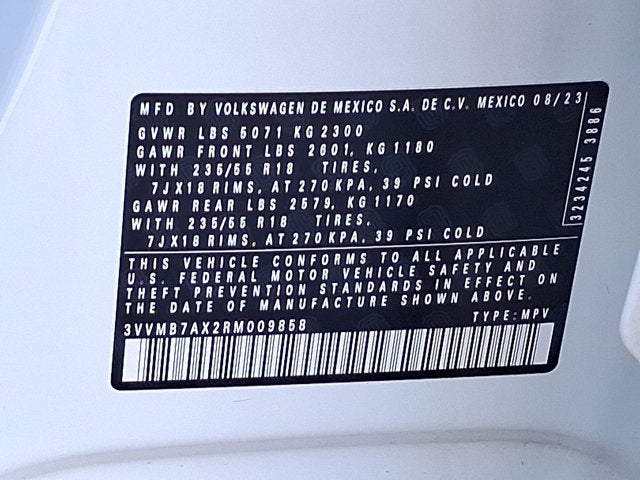 MFD BY VOLKSWAGEN DE MEXICO S.A. DE C.V. MEXICO 08/23
GVWR LBS 5071 KG 2300
GAWR FRONT LBS 2601, KG 1180
WITH 235/55 R18 TIRES,
7JX18 RIMS, AT 270 KPA, 39 PSI COLD
GAWR REAR LBS 2579, KG 1170
WITH 235/55 R18 TIRES,
7JX18 RIMS, AT 270 KPA, 39 PSI COLD
3234245 3886
THIS VEHICLE CONFORMS TO ALL APPLICABLE
U.S. FEDERAL MOTOR VEHICLE SAFETY AND
THEFT PREVENTION STANDARDS IN EFFECT ON
THE DATE OF MANUFACTURE SHOWN ABOVE.
3VVMB7AX2RM009858 TYPE: MPV